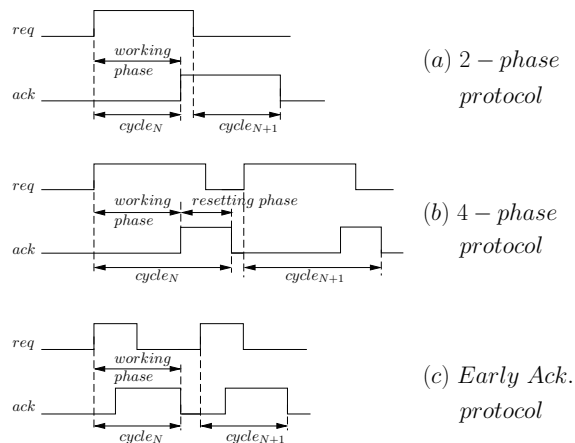 req
working
phase
ack
cycle_N
cycle_{N+1}
(a) 2 − phase
protocol
req
working
phase
resetting phase
ack
cycle_N
cycle_{N+1}
(b) 4 − phase
protocol
req
working
phase
ack
cycle_N
cycle_{N+1}
(c) Early Ack.
protocol